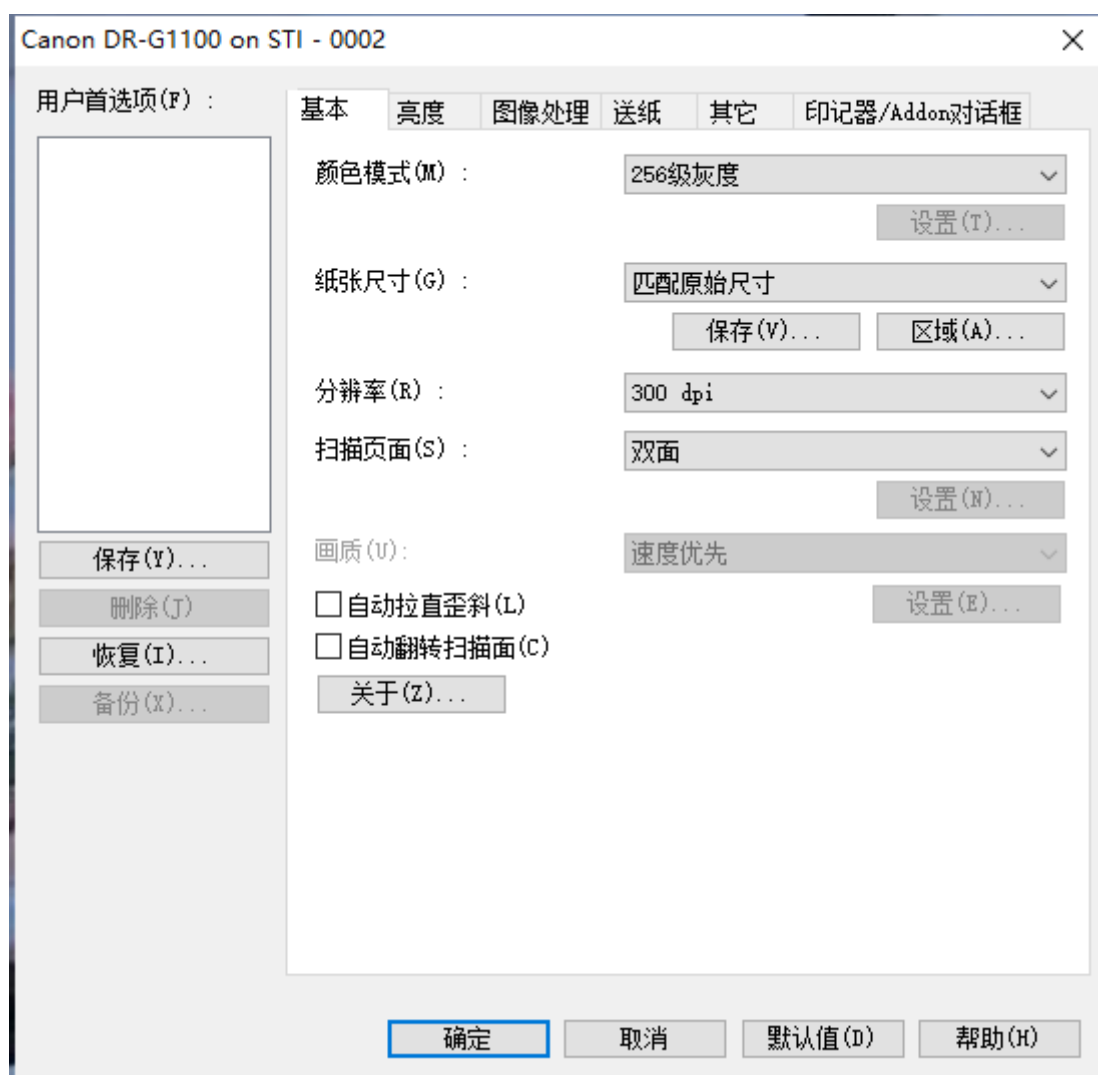 Canon DR-G1100 on STI - 0002
用户首选项(F) :
基本 亮度 图像处理 送纸 其它 印记器/Addon对话框
颜色模式(M) :
256级灰度
设置(T)...
纸张尺寸(G) :
匹配原始尺寸
保存(V)...
区域(A)...
分辨率(R) :
300 dpi
扫描页面(S) :
双面
设置(N)...
画质(U):
速度优先
自动拉直歪斜(L)
设置(E)...
自动翻转扫描面(C)
关于(Z)...
保存(Y)...
删除(J)
恢复(I)...
备份(X)...
确定
取消
默认值(D)
帮助(H)